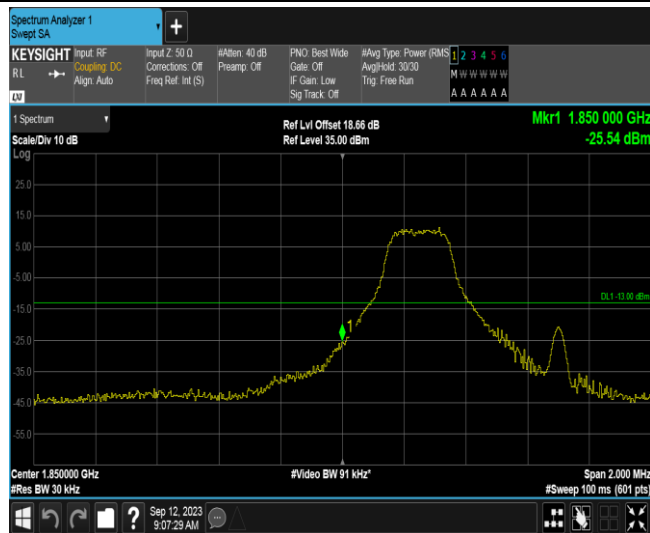 Spectrum Analyzer 1
Swept SA
KEYSIGHT
RL
Input: RF
Coupling: DC
Align: Auto
Input Z: 50 Ω
Corrections: Off
Freq Ref: Int (S)
#Atten: 40 dB
Preamp: Off
PNO: Best Wide
Gate: Off
IF Gain: Low
Sig Track: Off
#Avg Type: Power (RMS
Avg|Hold: 30/30
Trig: Free Run
1 2 3 4 5 6
M W W W W W
A A A A A A
LXI
1 Spectrum
Scale/Div 10 dB
Log
Ref Lvl Offset 18.66 dB
Ref Level 35.00 dBm
Mkr1 1.850 000 GHz
-25.54 dBm
25.0
15.0
5.00
-5.00
DL1 -13.00 dBm
-15.0
1
-25.0
-35.0
-45.0
-55.0
Center 1.850000 GHz
#Video BW 91 kHz*
Span 2.000 MHz
#Res BW 30 kHz
#Sweep 100 ms (601 pts)
Sep 12, 2023
9:07:29 AM